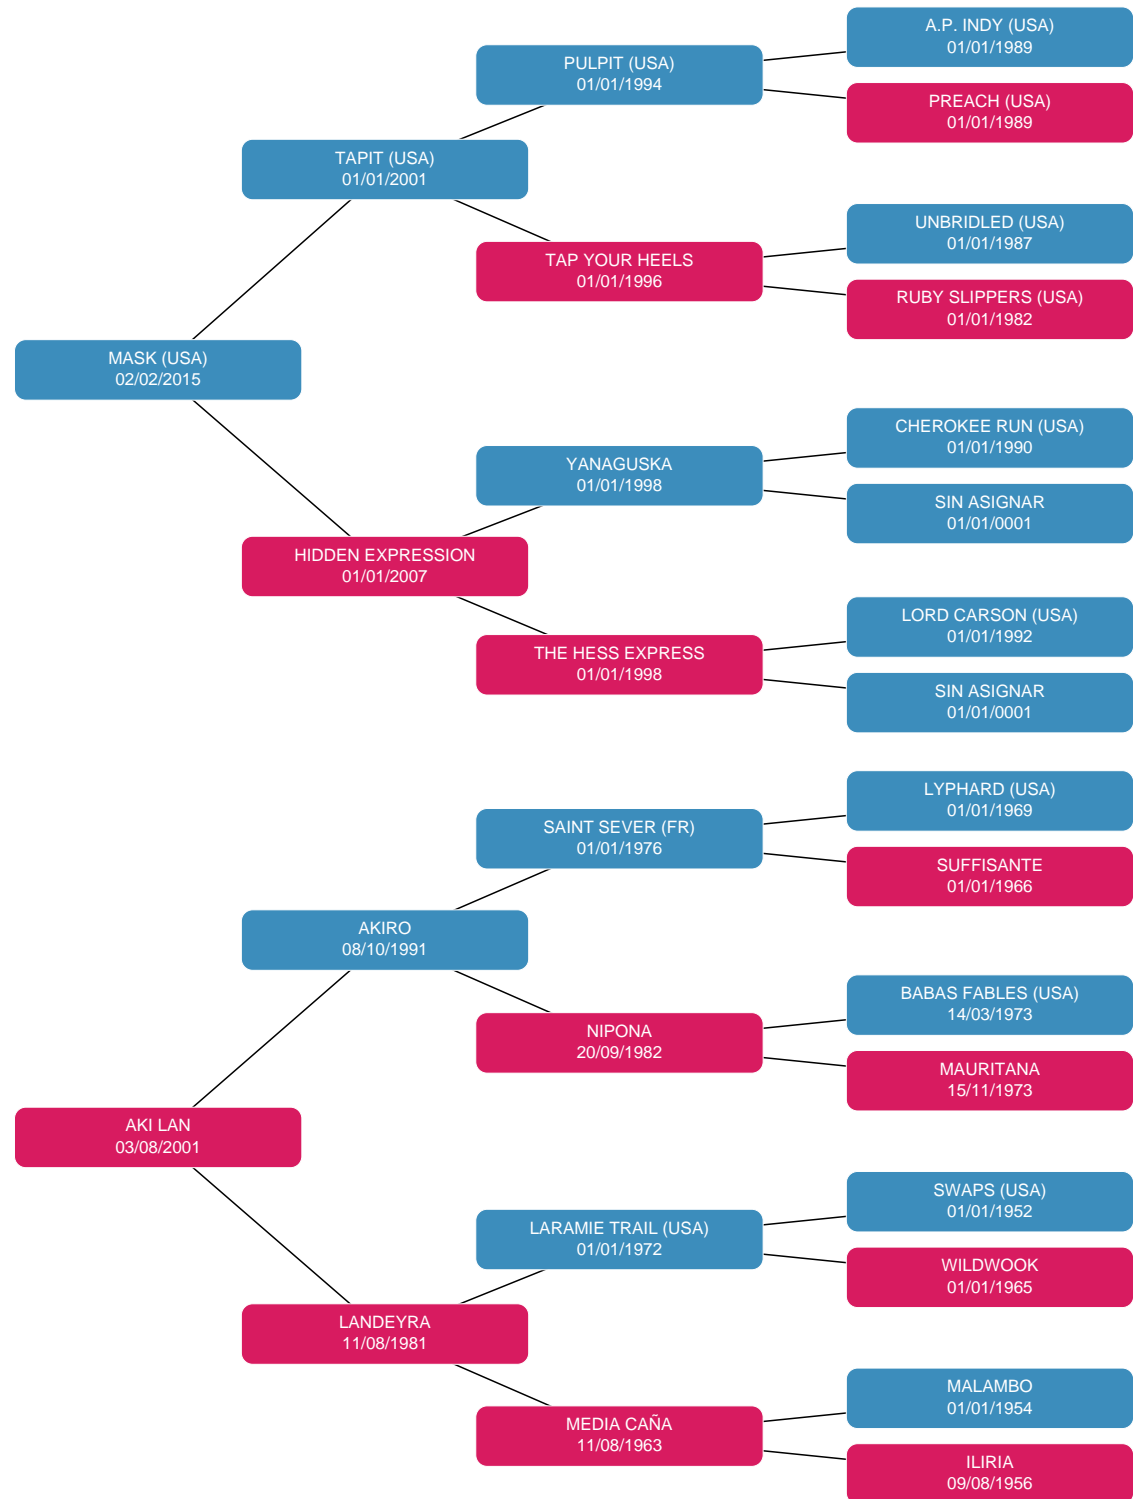 A.P. INDY (USA)
01/01/1989
PULPIT (USA)
01/01/1994
PREACH (USA)
01/01/1989
TAPIT (USA)
01/01/2001
UNBRIDLED (USA)
01/01/1987
TAP YOUR HEELS
01/01/1996
RUBY SLIPPERS (USA)
01/01/1982
MASK (USA)
02/02/2015
CHEROKEE RUN (USA)
01/01/1990
YANAGUSKA
01/01/1998
SIN ASIGNAR
01/01/0001
HIDDEN EXPRESSION
01/01/2007
LORD CARSON (USA)
01/01/1992
THE HESS EXPRESS
01/01/1998
SIN ASIGNAR
01/01/0001
LYPHARD (USA)
01/01/1969
SAINT SEVER (FR)
01/01/1976
SUFFISANTE
01/01/1966
AKIRO
08/10/1991
BABAS FABLES (USA)
14/03/1973
NIPONA
20/09/1982
MAURITANA
15/11/1973
AKI LAN
03/08/2001
SWAPS (USA)
01/01/1952
LARAMIE TRAIL (USA)
01/01/1972
WILDWOOK
01/01/1965
LANDEYRA
11/08/1981
MALAMBO
01/01/1954
MEDIA CAÑA
11/08/1963
ILIRIA
09/08/1956